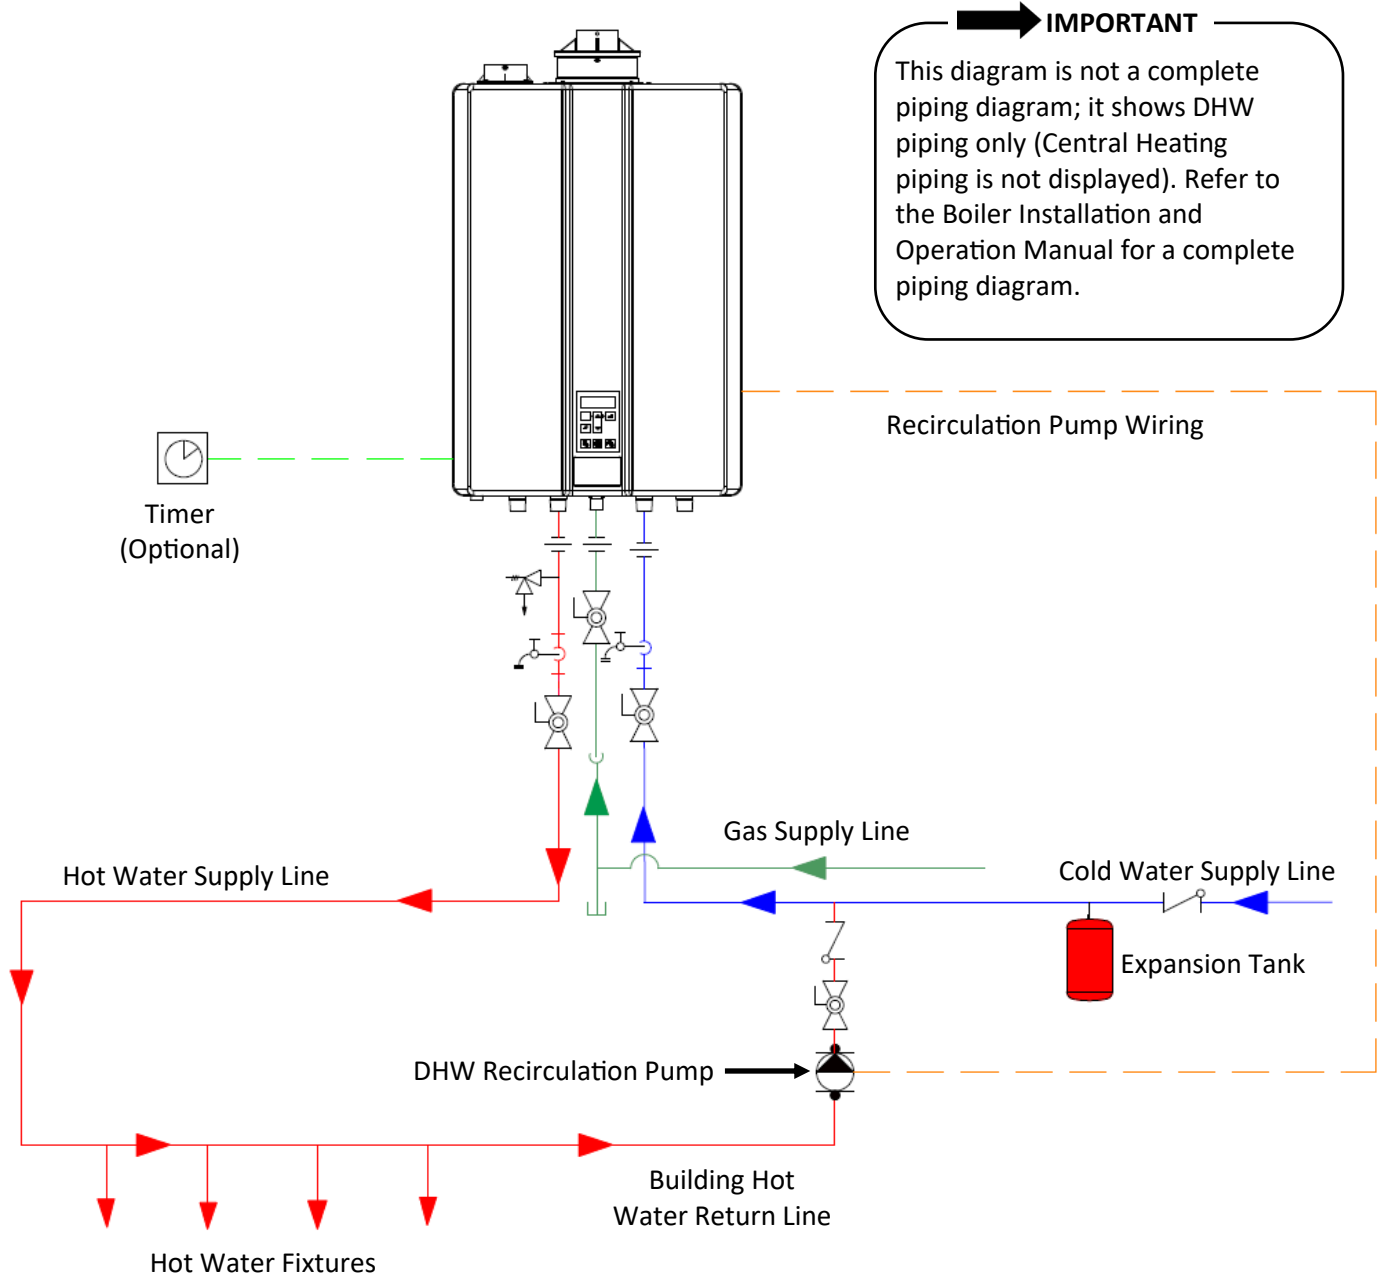 IMPORTANT
This diagram is not a complete
piping diagram; it shows DHW
piping only (Central Heating
piping is not displayed). Refer to
the Boiler Installation and
Operation Manual for a complete
piping diagram.
Recirculation Pump Wiring
Timer
(Optional)
Gas Supply Line
Hot Water Supply Line
Cold Water Supply Line
Expansion Tank
DHW Recirculation Pump
Building Hot
Water Return Line
Hot Water Fixtures